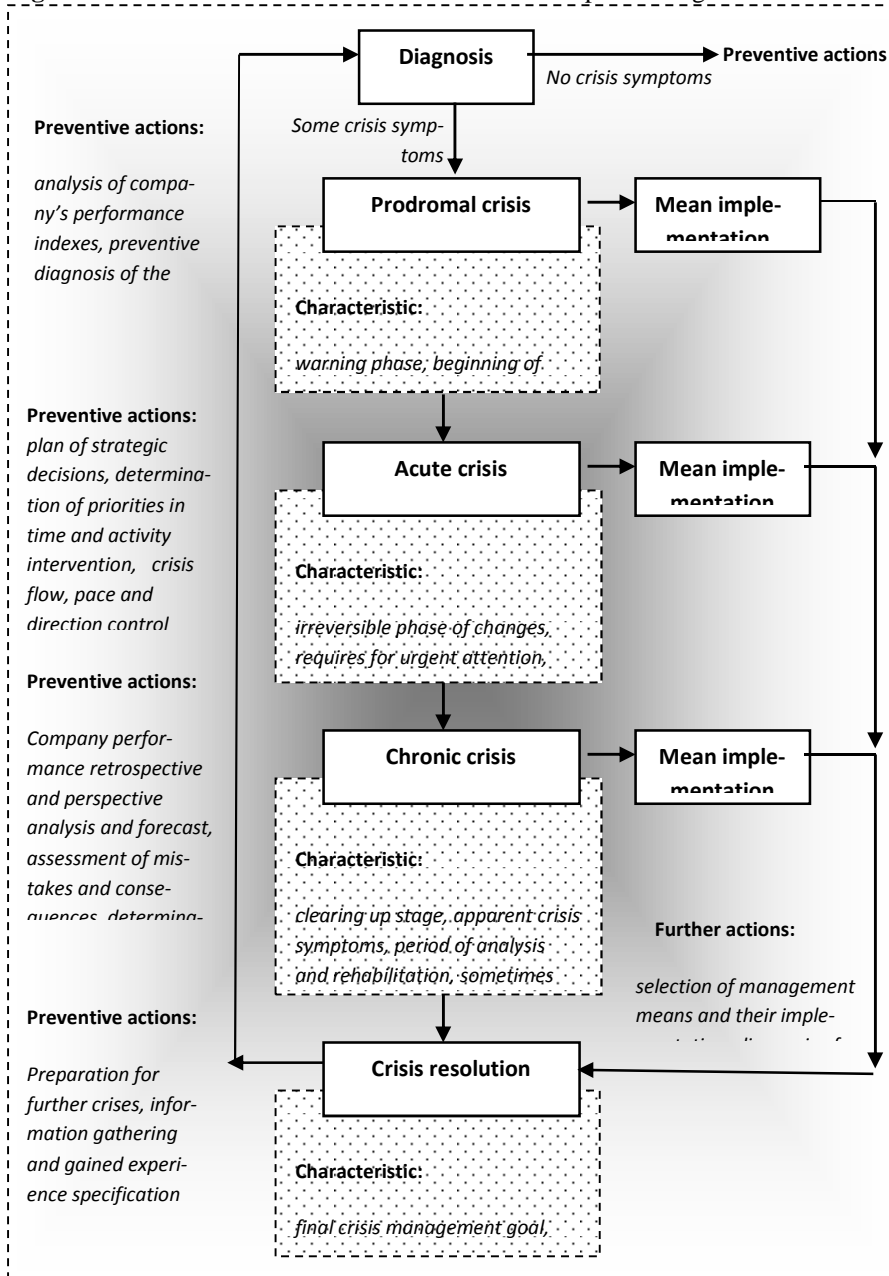 Diagnosis
Preventive actions
No crisis symptoms
Some crisis symp-
toms
Preventive actions:
analysis of compa-
ny's performance
indexes, preventive
diagnosis of the
Prodromal crisis
Mean imple-
mentation
Characteristic:
warning phase, beginning of
Preventive actions:
plan of strategic
decisions, determina-
tion of priorities in
time and activity
intervention, crisis
flow, pace and
direction control
Acute crisis
Mean imple-
mentation
Characteristic:
irreversible phase of changes,
requires for urgent attention,
Preventive actions:
Company perfor-
mance retrospective
and perspective
analysis and forecast,
assessment of mis-
takes and conse-
quences, determina-
Chronic crisis
Mean imple-
mentation
Characteristic:
clearing up stage, apparent crisis
symptoms, period of analysis
and rehabilitation, sometimes
Further actions:
selection of management
means and their imple-
Preventive actions:
Preparation for
further crises, infor-
mation gathering
and gained experi-
ence specification
Crisis resolution
Characteristic:
final crisis management goal,